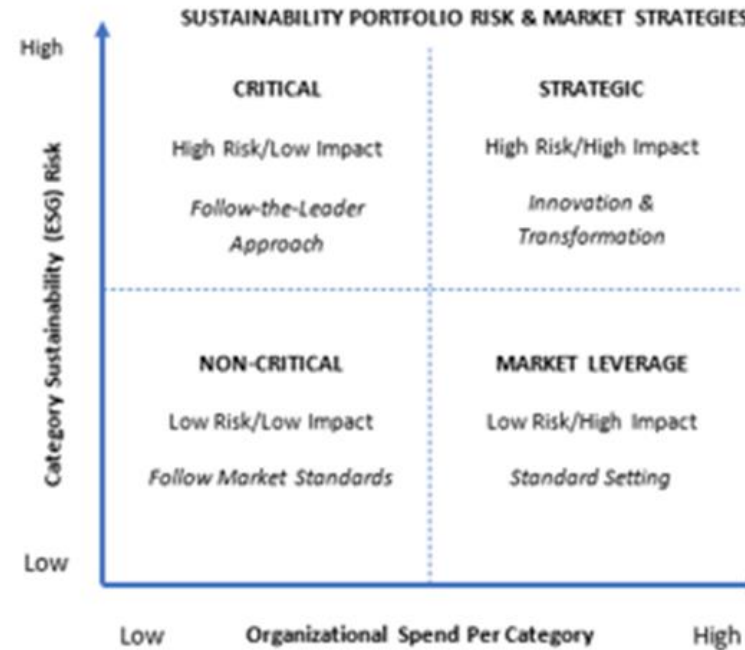 SUSTAINABILITY PORTFOLIO RISK & MARKET STRATEGIES
High
CRITICAL
STRATEGIC
High Risk/Low Impact
High Risk/High Impact
Follow-the-Leader
Approach
Innovation &
Transformation
Category Sustainability (ESG) Risk
NON-CRITICAL
MARKET LEVERAGE
Low Risk/Low Impact
Low Risk/High Impact
Follow Market Standards
Standard Setting
Low
Low
Organizational Spend Per Category
High